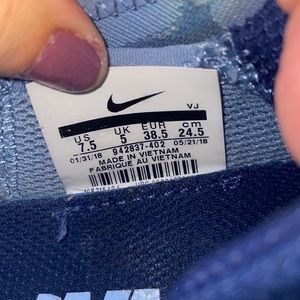 VJ
US UK EUR cm
7.5 5 38.5 24.5
01/31/18 942837-402 05/21/18
MADE IN VIETNAM
FABRIQUE AU VIETNAM